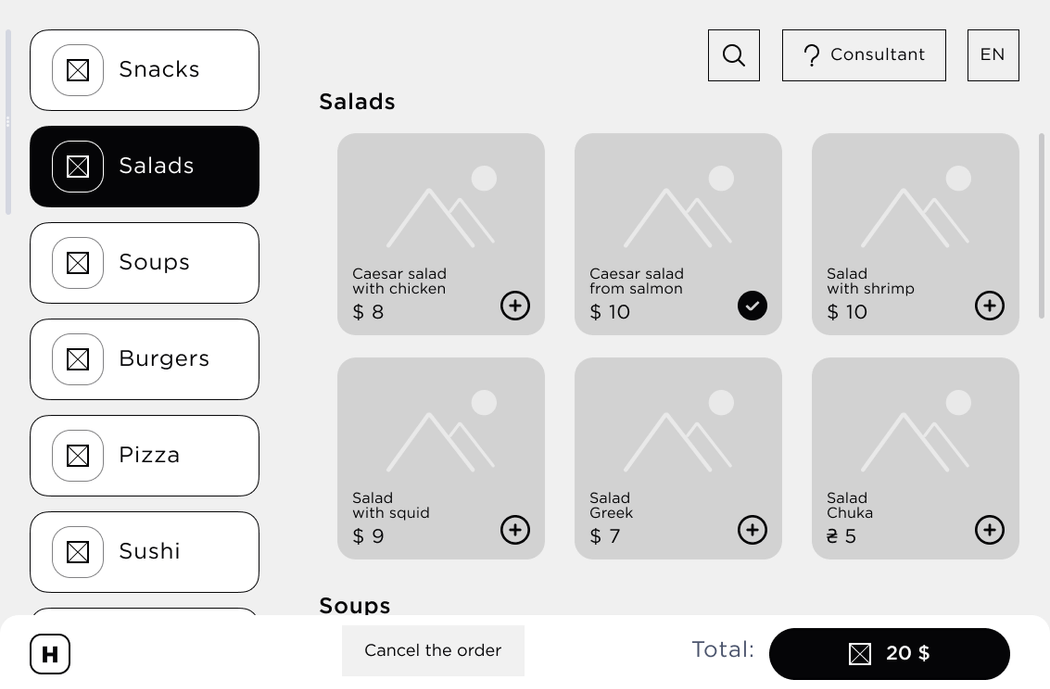 Snacks
Salads
Soups
Burgers
Pizza
Sushi
Consultant
EN
Salads
Caesar salad
with chicken
$ 8
Caesar salad
from salmon
$ 10
Salad
with shrimp
$ 10
Salad
with squid
$ 9
Salad
Greek
$ 7
Salad
Chuka
₴ 5
Soups
H
Cancel the order
Total:
20 $